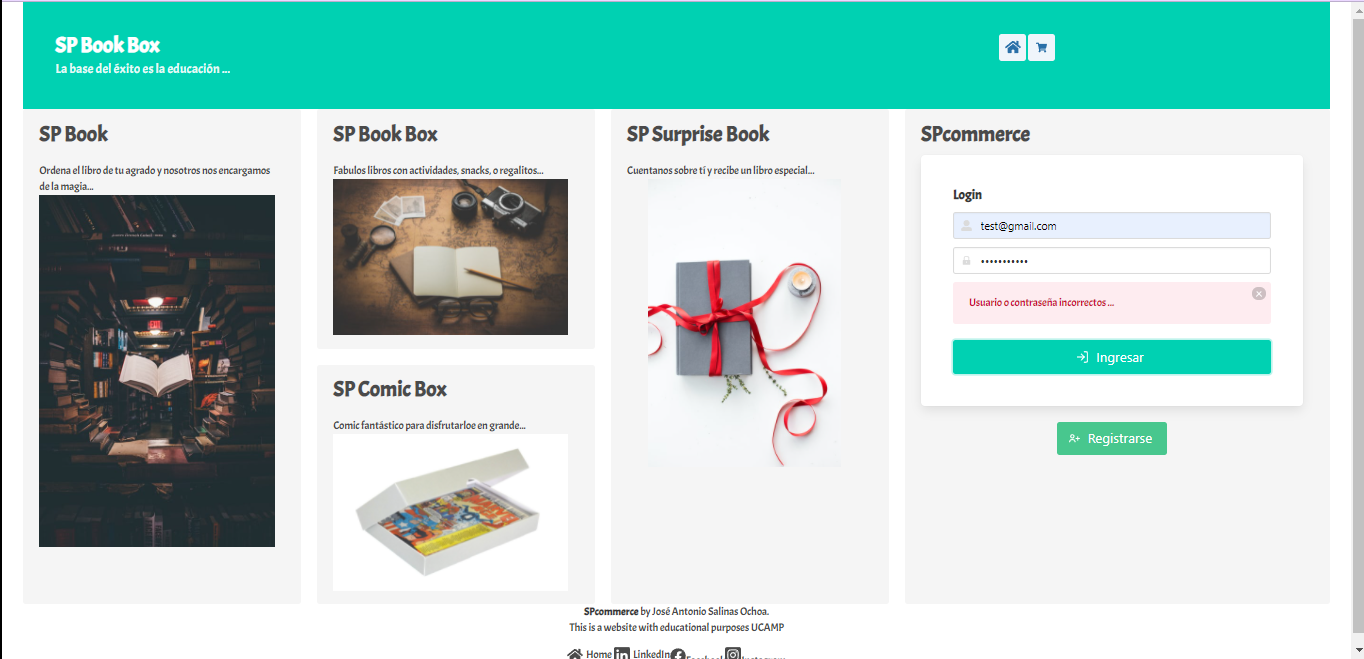 SP Book Box
La base del éxito es la educación ...
SP Book
Ordena el libro de tu agrado y nosotros nos encargamos
de la magia...
SP Book Box
Fabulos libros con actividades, snacks, o regalitos...
SP Comic Box
Comic fantástico para disfrutarloe en grande...
SP Surprise Book
Cuentanos sobre tí y recibe un libro especial...
SPcommerce
Login
test@gmail.com
•••••••••••
Usuario o contraseña incorrectos ...
Ingresar
Registrarse
SPcommerce by José Antonio Salinas Ochoa.
This is a website with educational purposes UCAMP
Home LinkedIn Facebook Instagram